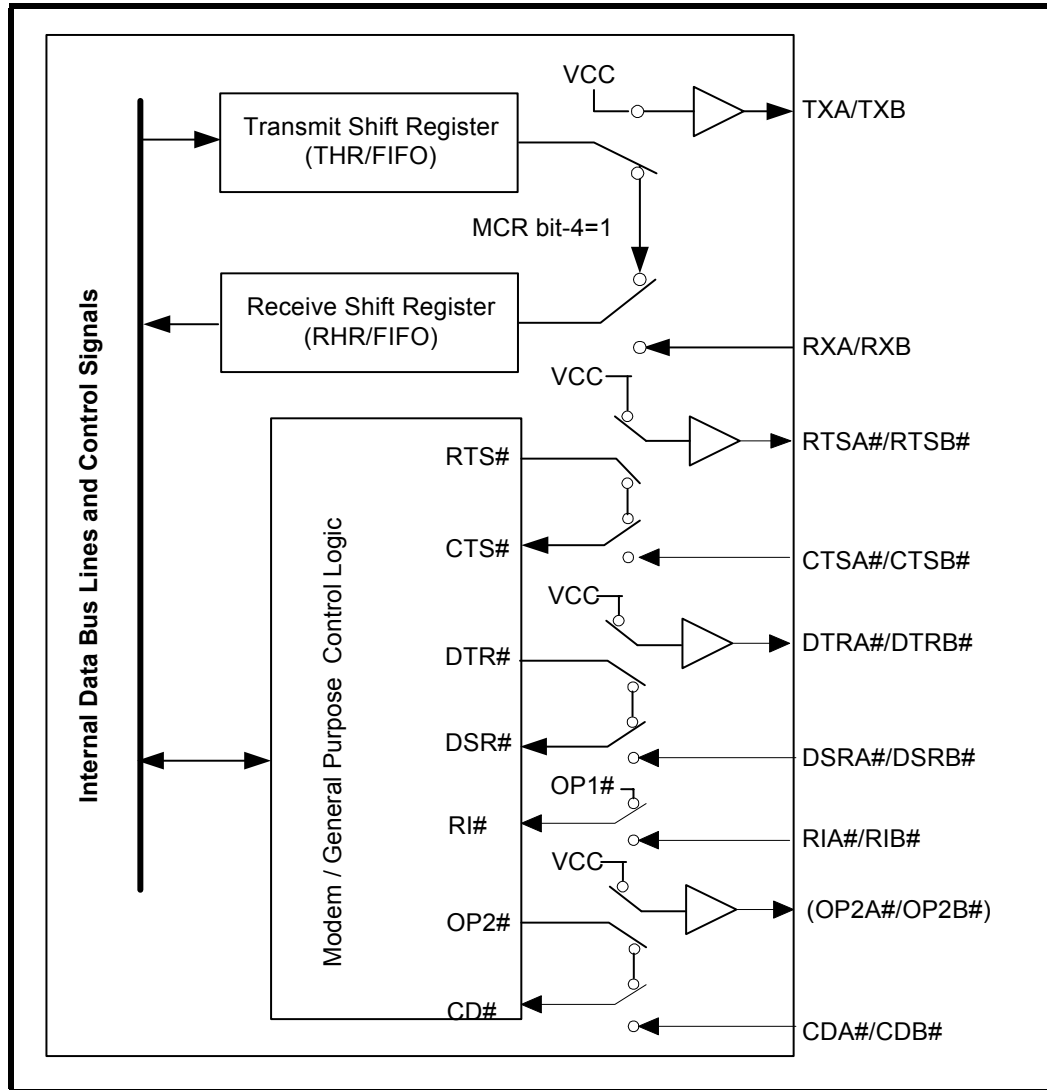 VCC
TXA/TXB
Transmit Shift Register
(THR/FIFO)
MCR bit-4=1
Receive Shift Register
(RHR/FIFO)
RXA/RXB
VCC
RTSA#/RTSB#
RTS#
CTS#
CTSA#/CTSB#
VCC
DTRA#/DTRB#
DTR#
DSR#
DSRA#/DSRB#
OP1#
RI#
RIA#/RIB#
VCC
(OP2A#/OP2B#)
OP2#
CD#
CDA#/CDB#
Internal Data Bus Lines and Control Signals
Modem / General Purpose Control Logic